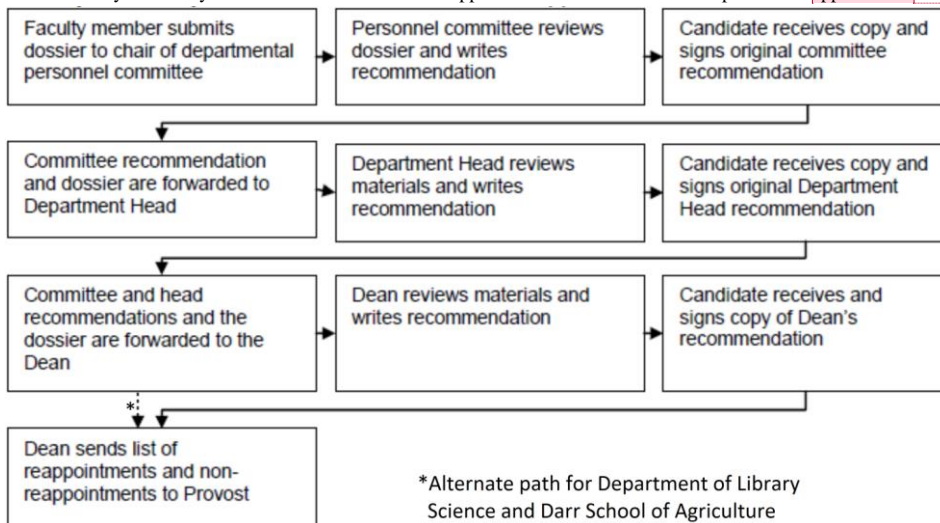 Faculty member submits
dossier to chair of departmental
personnel committee
Personnel committee reviews
dossier and writes
recommendation
Candidate receives copy and
signs original committee
recommendation
Committee recommendation
and dossier are forwarded to
Department Head
Department Head reviews
materials and writes
recommendation
Candidate receives copy and
signs original Department
Head recommendation
Committee and head
recommendations and the
dossier are forwarded to the
Dean
Dean reviews materials and
writes recommendation
Candidate receives and
signs copy of Dean's
recommendation
*
Dean sends list of
reappointments and non-
reappointments to Provost
*Alternate path for Department of Library
Science and Darr School of Agriculture